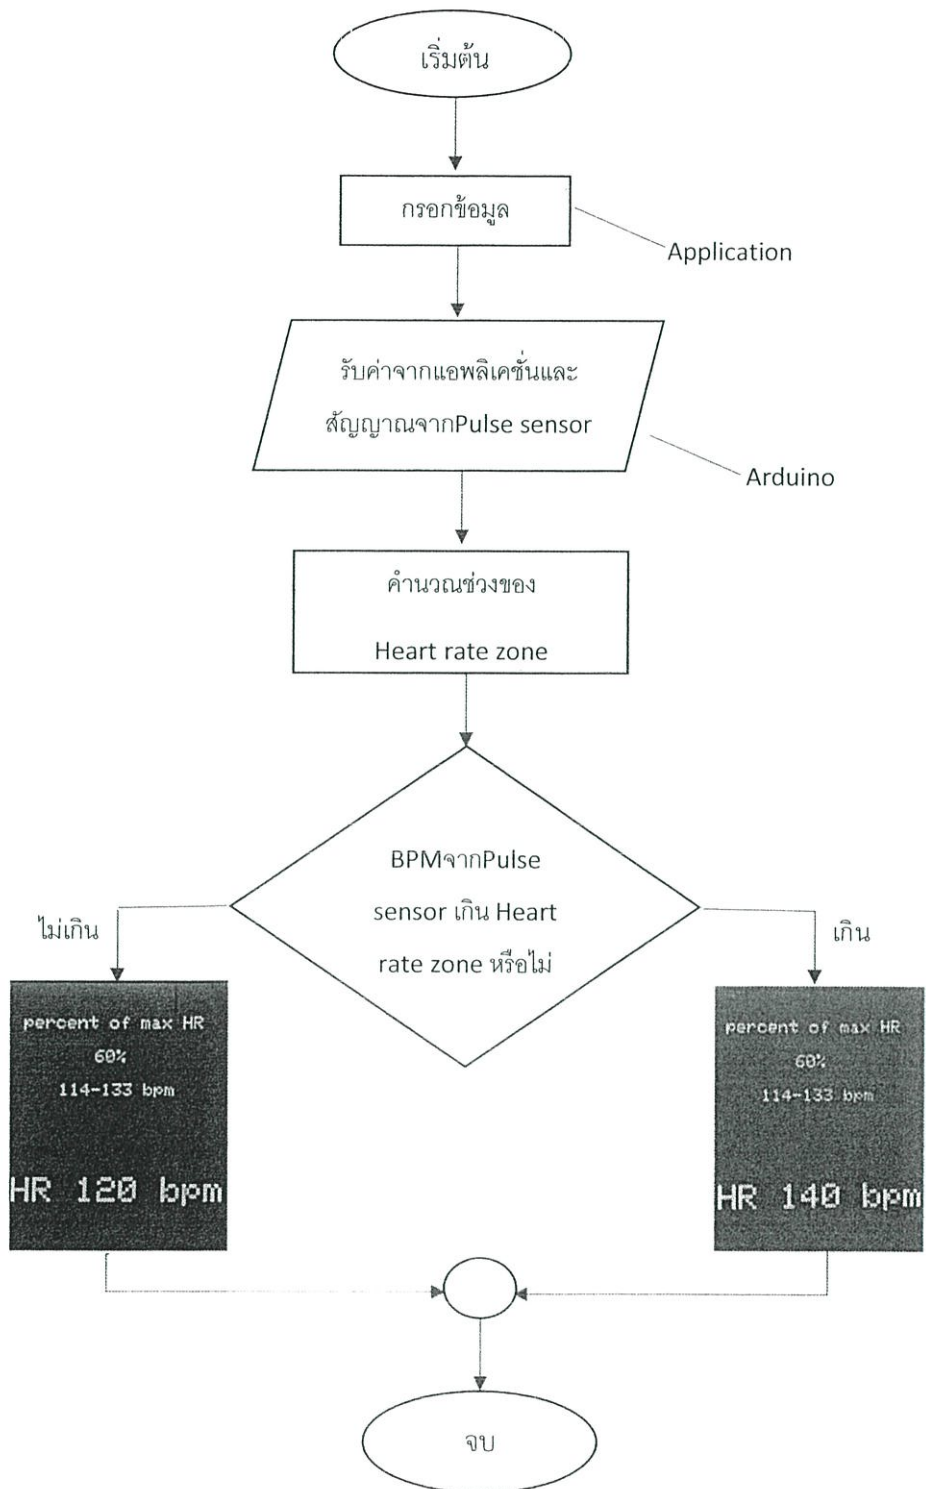 เริ่มต้น
กรอกข้อมูล
Application
รับค่าจากแอพลิเคชั่นและ
สัญญาณจากPulse sensor
Arduino
คำนวณช่วงของ
Heart rate zone
BPMจากPulse
sensor เกิน Heart
rate zone หรือไม่
ไม่เกิน
เกิน
percent of max HR
60%
114-133 bpm
HR 120 bpm
percent of max HR
60%
114-133 bpm
HR 140 bpm
จบ